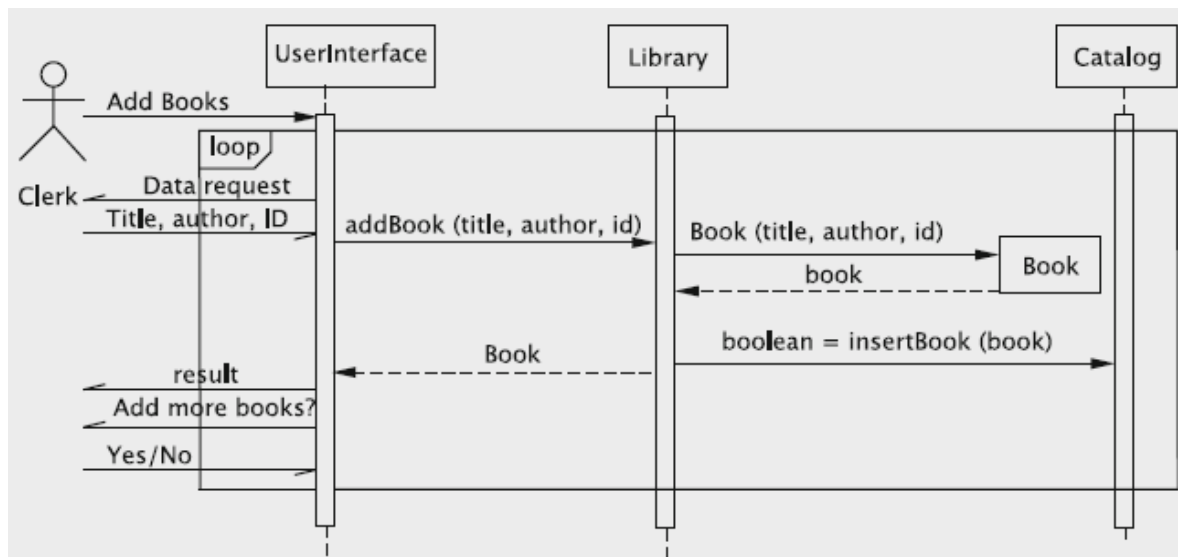 UserInterface
Library
Catalog
Add Books
loop
Clerk
Data request
Title, author, ID
addBook (title, author, id)
Book (title, author, id)
Book
book
boolean = insertBook (book)
Book
result
Add more books?
Yes/No